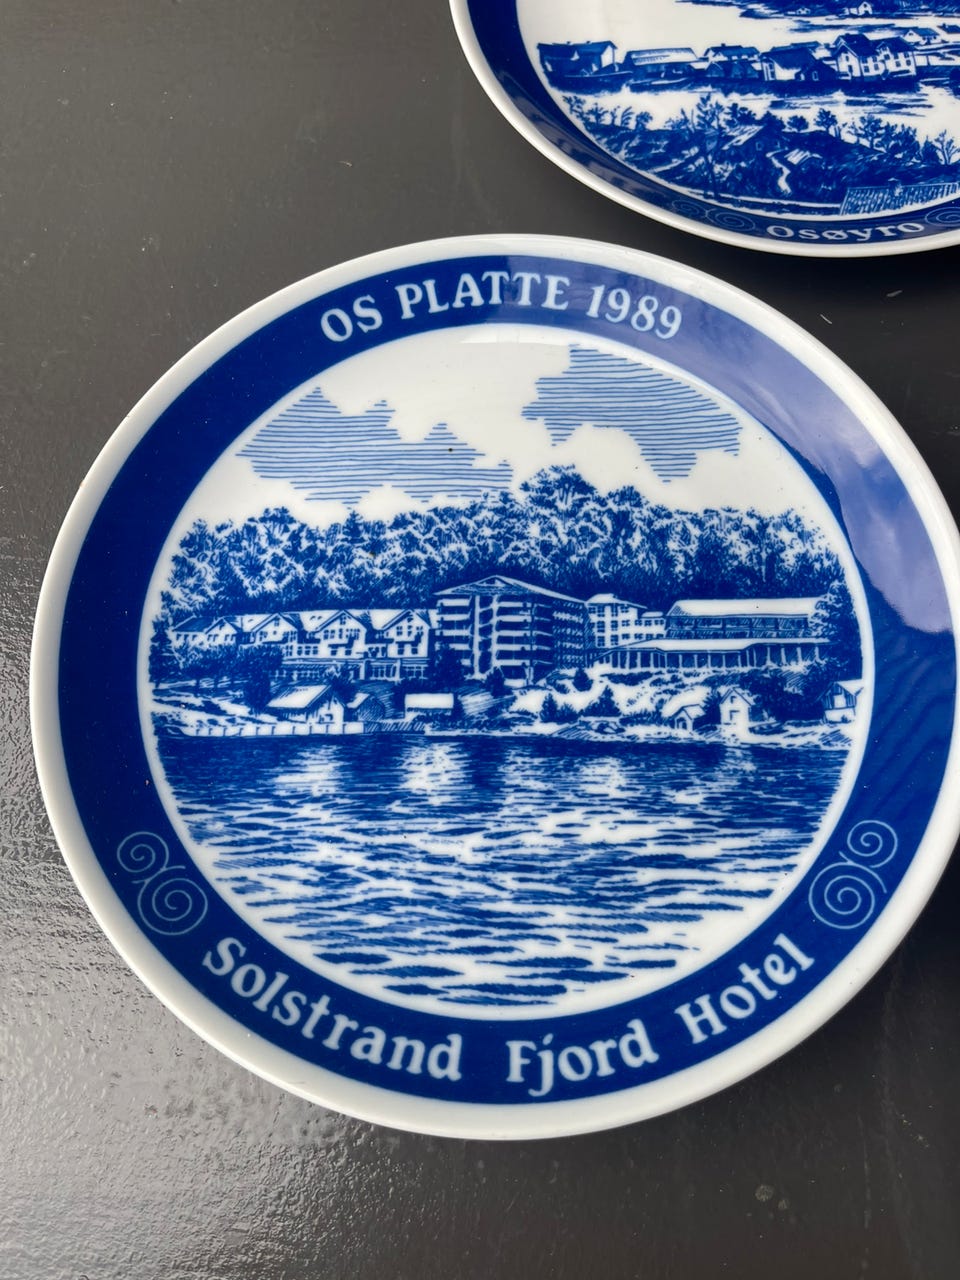 Osøyro
OS PLATTE 1989
Solstrand Fjord Hotel